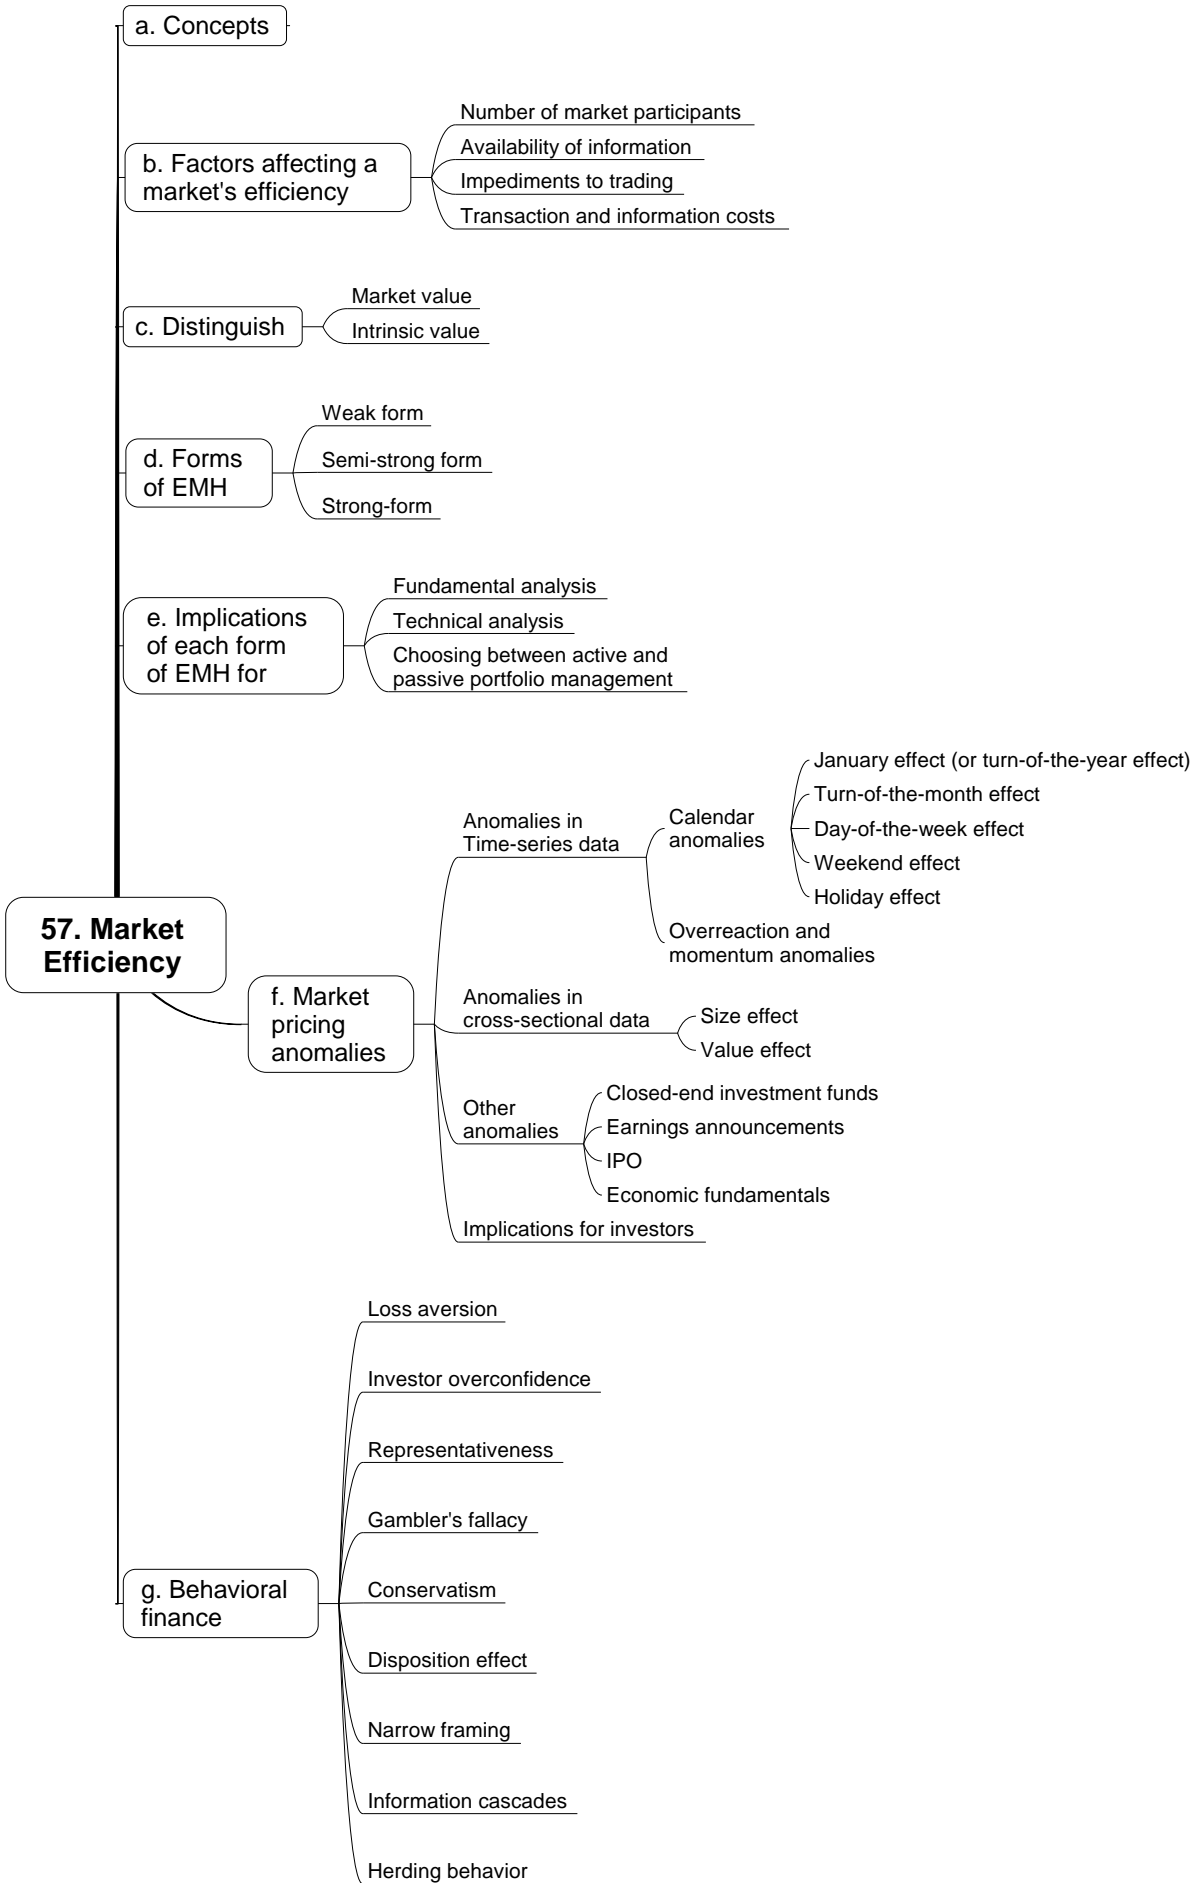 a. Concepts
b. Factors affecting a
market's efficiency
Number of market participants
Availability of information
Impediments to trading
Transaction and information costs
c. Distinguish
Market value
Intrinsic value
d. Forms
of EMH
Weak form
Semi-strong form
Strong-form
e. Implications
of each form
of EMH for
Fundamental analysis
Technical analysis
Choosing between active and
passive portfolio management
57. Market
Efficiency
f. Market
pricing
anomalies
Anomalies in
Time-series data
Calendar
anomalies
January effect (or turn-of-the-year effect)
Turn-of-the-month effect
Day-of-the-week effect
Weekend effect
Holiday effect
Overreaction and
momentum anomalies
Anomalies in
cross-sectional data
Size effect
Value effect
Other
anomalies
Closed-end investment funds
Earnings announcements
IPO
Economic fundamentals
Implications for investors
g. Behavioral
finance
Loss aversion
Investor overconfidence
Representativeness
Gambler's fallacy
Conservatism
Disposition effect
Narrow framing
Information cascades
Herding behavior